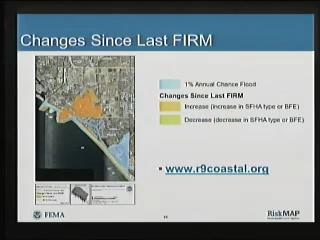 Changes Since Last FIRM
1% Annual Chance Flood
Changes Since Last FIRM
Increase (increase in SFHA type or BFE)
Decrease (decrease in SFHA type or BFE)
www.r9coastal.org
FEMA
RiskMAP